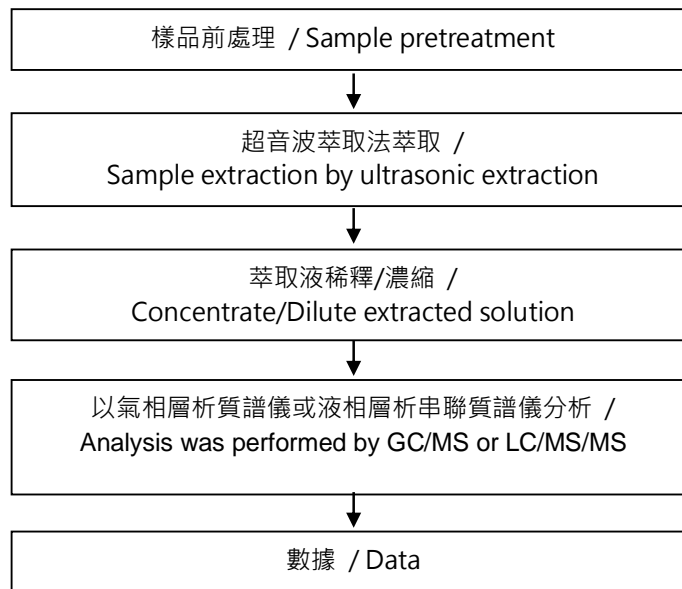 樣品前處理 / Sample pretreatment
超音波萃取法萃取 /
Sample extraction by ultrasonic extraction
萃取液稀釋/濃縮 /
Concentrate/Dilute extracted solution
以氣相層析質譜儀或液相層析串聯質譜儀分析 /
Analysis was performed by GC/MS or LC/MS/MS
數據 / Data